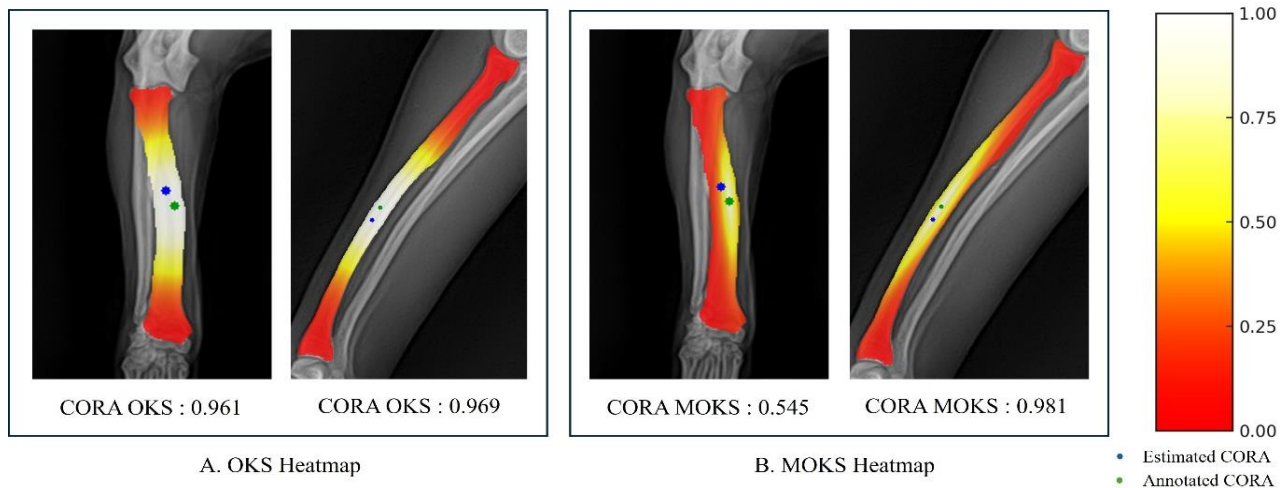 CORA OKS : 0.961
CORA OKS : 0.969
A. OKS Heatmap
CORA MOKS : 0.545
CORA MOKS : 0.981
B. MOKS Heatmap
1.00
0.75
0.50
0.25
0.00
Estimated CORA
Annotated CORA